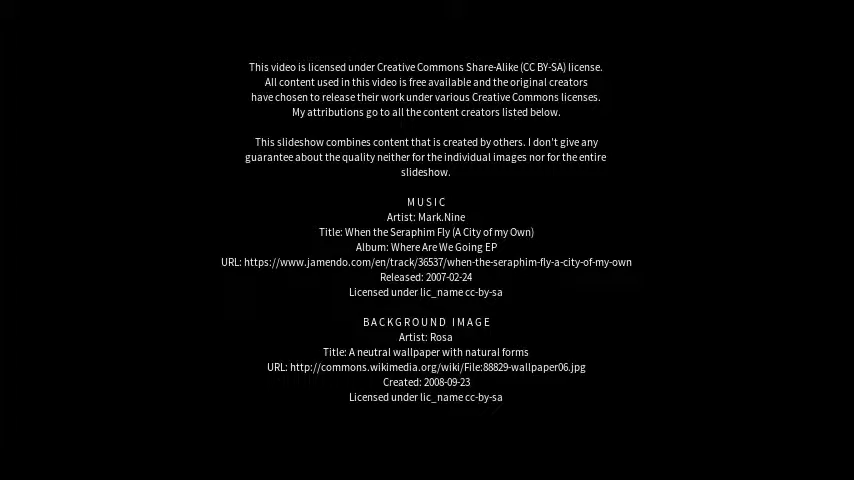 This video is licensed under Creative Commons Share-Alike (CC BY-SA) license.
All content used in this video is free available and the original creators
have chosen to release their work under various Creative Commons licenses.
My attributions go to all the content creators listed below.
This slideshow combines content that is created by others. I don't give any
guarantee about the quality neither for the individual images nor for the entire
slideshow.
MUSIC
Artist: Mark.Nine
Title: When the Seraphim Fly (A City of my Own)
Album: Where Are We Going EP
URL: https://www.jamendo.com/en/track/36537/when-the-seraphim-fly-a-city-of-my-own
Released: 2007-02-24
Licensed under lic_name cc-by-sa
BACKGROUND IMAGE
Artist: Rosa
Title: A neutral wallpaper with natural forms
URL: http://commons.wikimedia.org/wiki/File:88829-wallpaper06.jpg
Created: 2008-09-23
Licensed under lic_name cc-by-sa